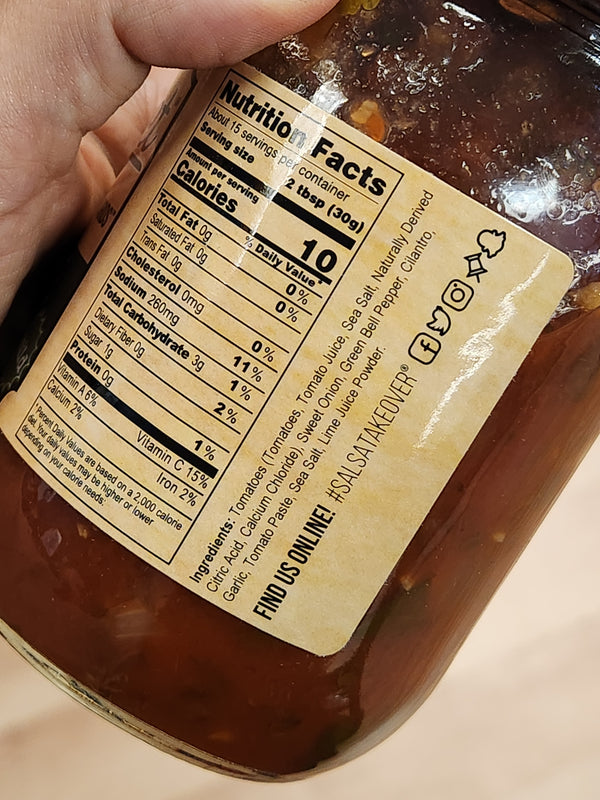 Nutrition Facts
About 15 servings per container
Serving size 2 tbsp (30g)
Amount per serving
Calories 10
% Daily Value
Total Fat 0g 0%
Saturated Fat 0g 0%
Trans Fat 0g
Cholesterol 0mg 0%
Sodium 260mg 11%
Total Carbohydrate 3g 1%
Dietary Fiber 0g 2%
Sugar 1g
Protein 0g 1%
Vitamin A 6% Vitamin C 15%
Calcium 2% Iron 2%
*Percent Daily Values are based on a 2,000 calorie
diet. Your daily values may be higher or lower
depending on your calorie needs.
Ingredients: Tomatoes (Tomatoes, Tomato Juice, Sea Salt, Naturally Derived
Citric Acid, Calcium Chloride), Sweet Onion, Green Bell Pepper, Cilantro,
Garlic, Tomato Paste, Sea Salt, Lime Juice Powder.
FIND US ONLINE! #SALSATAKEOVER®